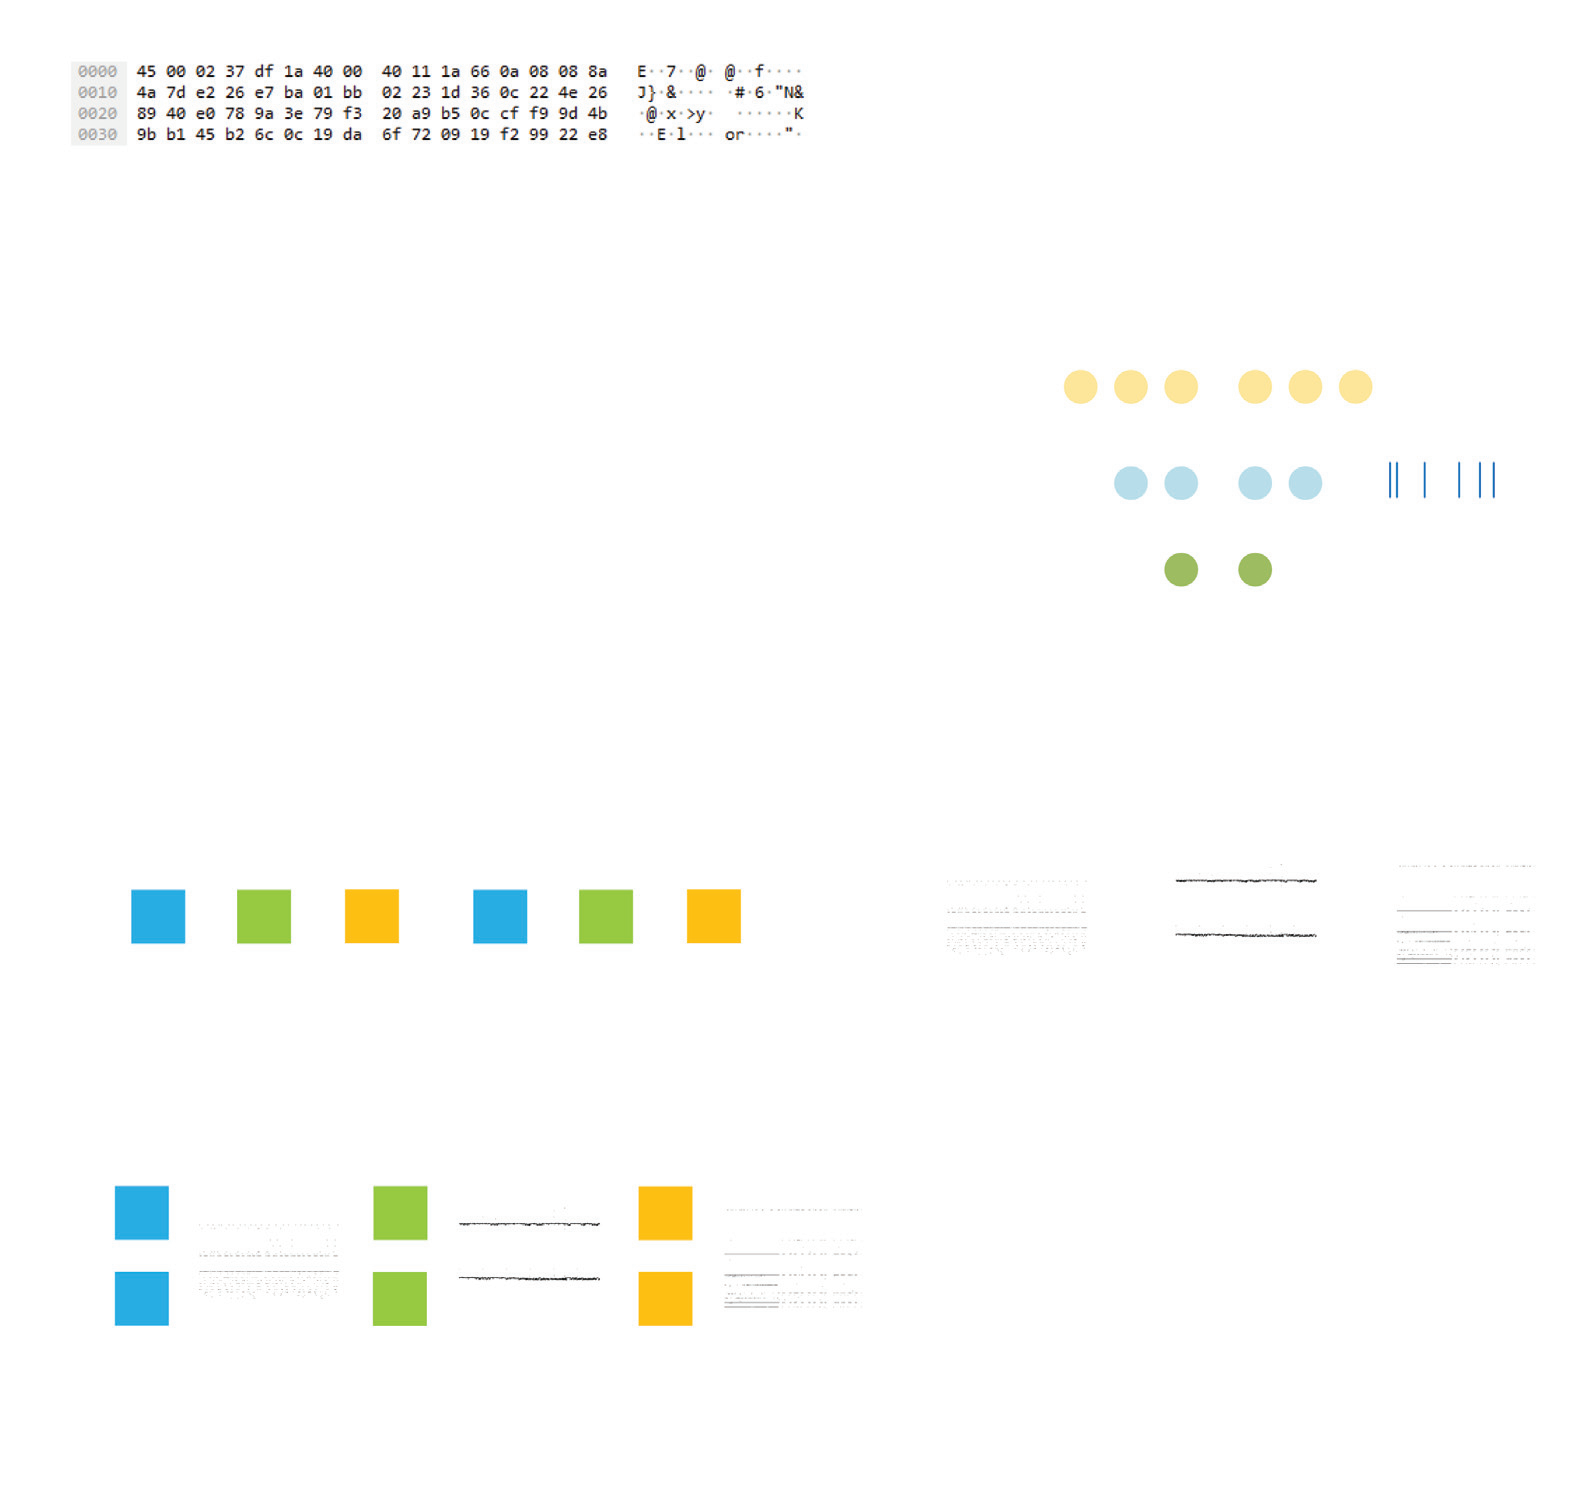 0000 45 00 02 37 df 1a 40 00 40 11 1a 66 0a 08 08 8a E··7··@· @··f····
0010 4a 7d e2 26 e7 ba 01 bb 02 23 1d 36 0c 22 4e 26 J}·&···· ·#·6·"N&
0020 89 40 e0 78 9a 3e 79 f3 20 a9 b5 0c cf f9 9d 4b ·@·x·>y· ······K
0030 9b b1 45 b2 6c 0c 19 da 6f 72 09 19 f2 99 22 e8 ··E·l··· or····"·